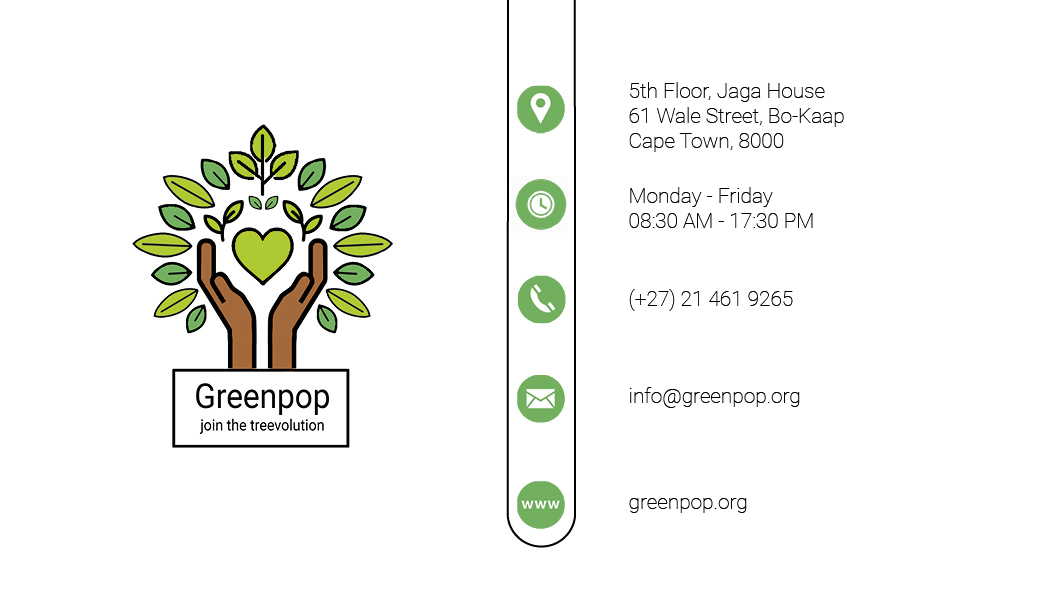 Greenpop
join the treevolution
5th Floor, Jaga House
61 Wale Street, Bo-Kaap
Cape Town, 8000
Monday - Friday
08:30 AM - 17:30 PM
(+27) 21 461 9265
info@greenpop.org
www
greenpop.org